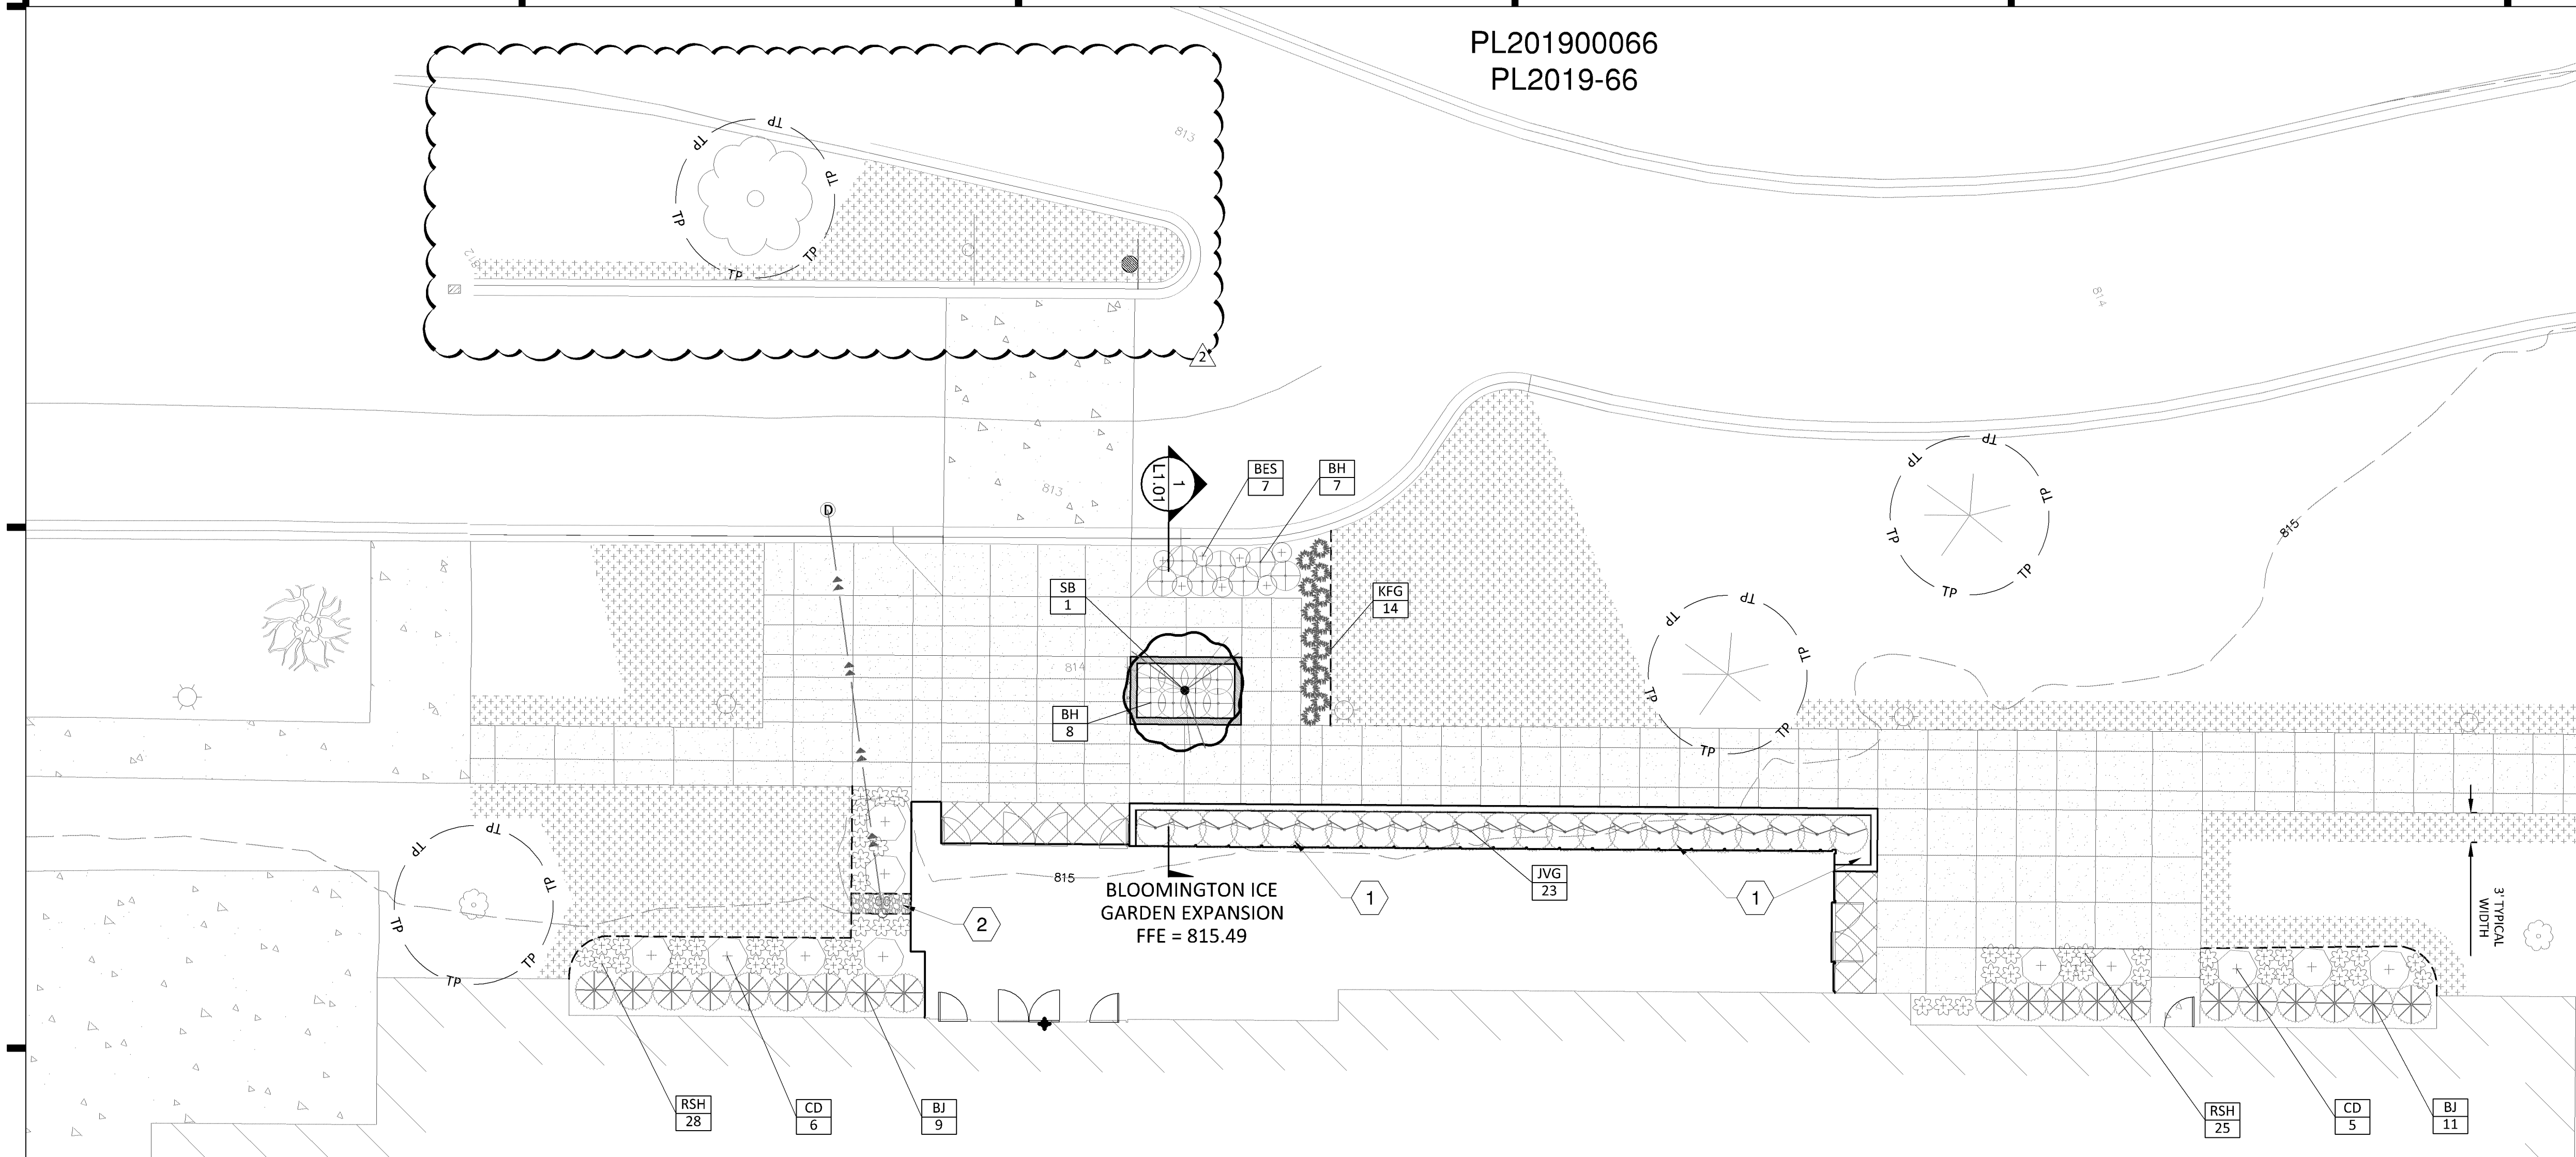 PL201900066
PL2019-66
TP
TP
TP
TP
TP
TP
813
812
2
814
813
1
L1.01
BES
7
BH
7
D
SB
1
KFG
14
814
BH
8
TP
TP
TP
TP
TP
TP
815
TP
TP
TP
TP
TP
TP
TP
TP
TP
TP
TP
TP
815
BLOOMINGTON ICE
GARDEN EXPANSION
FFE = 815.49
1
JVG
23
1
2
3' TYPICAL
WIDTH
RSH
28
CD
6
BJ
9
RSH
25
CD
5
BJ
11